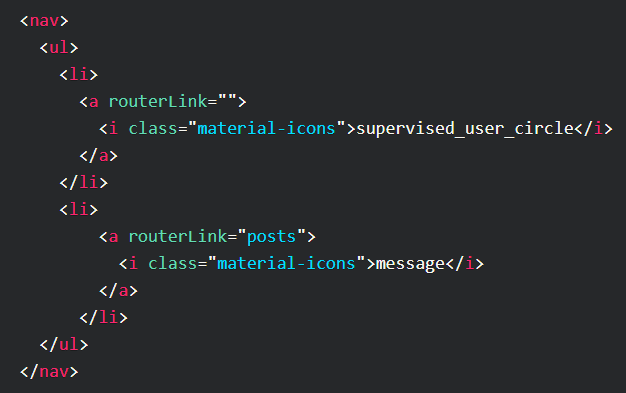 <nav>
  <ul>
    <li>
      <a routerLink="">
        <i class="material-icons">supervised_user_circle</i>
      </a>
    </li>
    <li>
        <a routerLink="posts">
          <i class="material-icons">message</i>
        </a>
      </li>
  </ul>
</nav>